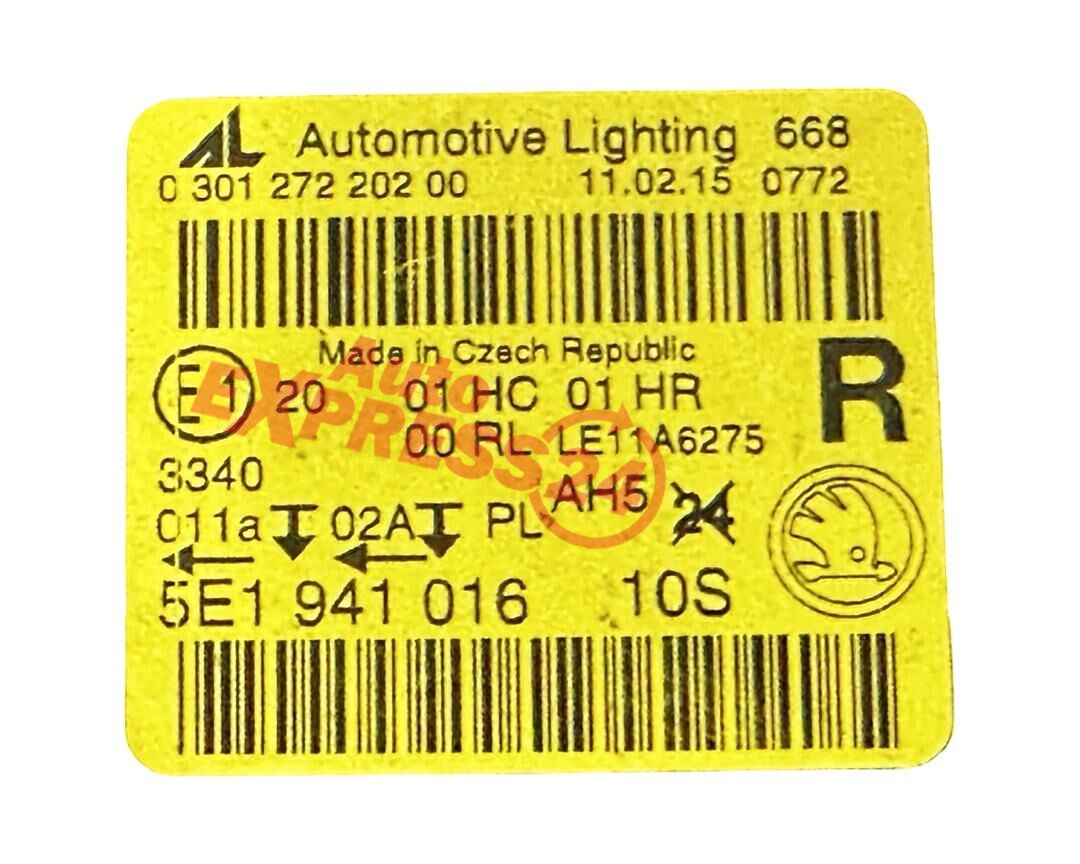 AL Automotive Lighting 668
0 301 272 202 00 11.02.15 0772
Made in Czech Republic
E1 20 01 HC 01 HR R
00 RL LE11A6275
3340
AH5 24
011a 02A PL
5E1 941 016 10S
Auto
EXPRESS24